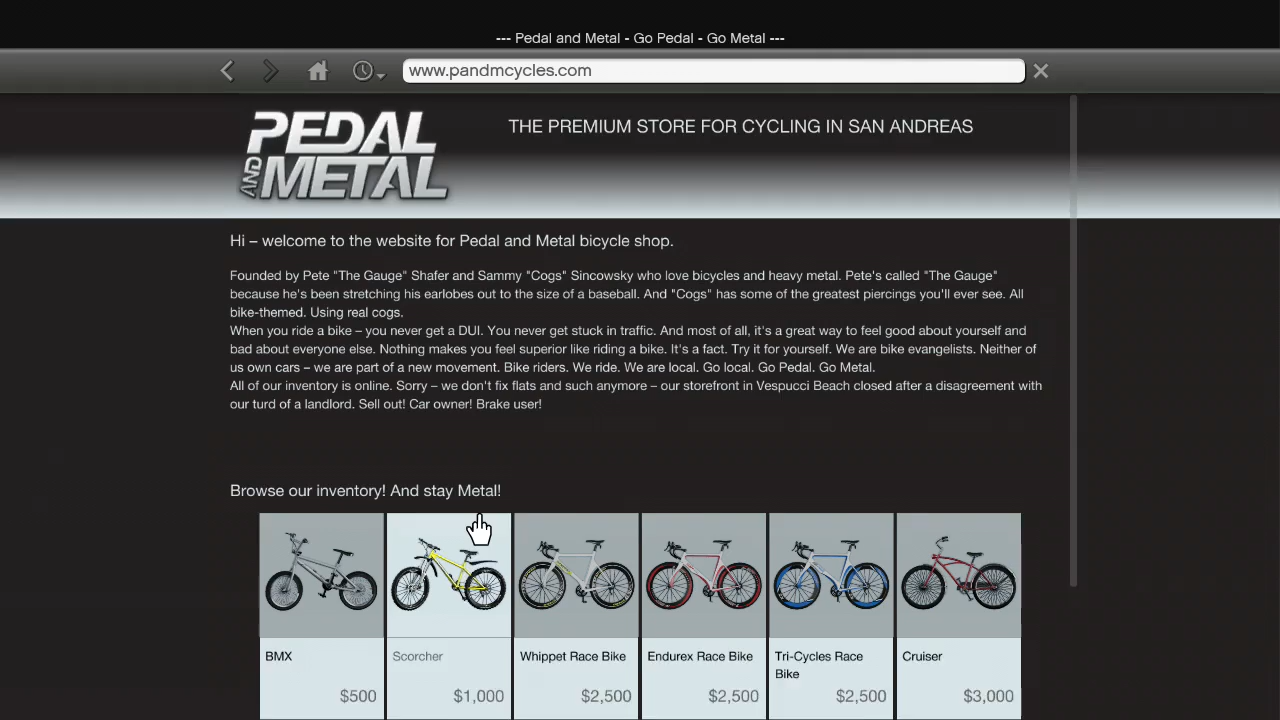 --- Pedal and Metal - Go Pedal - Go Metal ---
www.pandmcycles.com
PEDAL
AND METAL
THE PREMIUM STORE FOR CYCLING IN SAN ANDREAS
Hi – welcome to the website for Pedal and Metal bicycle shop.
Founded by Pete "The Gauge" Shafer and Sammy "Cogs" Sincowsky who love bicycles and heavy metal. Pete's called "The Gauge"
because he's been stretching his earlobes out to the size of a baseball. And "Cogs" has some of the greatest piercings you'll ever see. All
bike-themed. Using real cogs.
When you ride a bike – you never get a DUI. You never get stuck in traffic. And most of all, it's a great way to feel good about yourself and
bad about everyone else. Nothing makes you feel superior like riding a bike. It's a fact. Try it for yourself. We are bike evangelists. Neither of
us own cars – we are part of a new movement. Bike riders. We ride. We are local. Go local. Go Pedal. Go Metal.
All of our inventory is online. Sorry – we don't fix flats and such anymore – our storefront in Vespucci Beach closed after a disagreement with
our turd of a landlord. Sell out! Car owner! Brake user!
Browse our inventory! And stay Metal!
BMX
$500
Scorcher
$1,000
Whippet Race Bike
$2,500
Endurex Race Bike
$2,500
Tri-Cycles Race
Bike
$2,500
Cruiser
$3,000